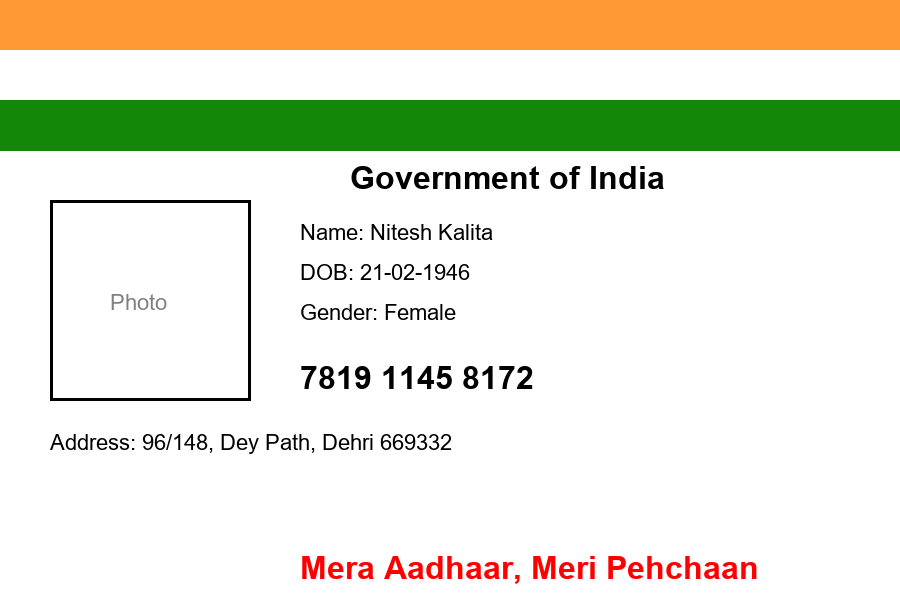 Government of India
Name: Nitesh Kalita
DOB: 21-02-1946
Gender: Female
Photo
7819 1145 8172
Address: 96/148, Dey Path, Dehri 669332
Mera Aadhaar, Meri Pehchaan